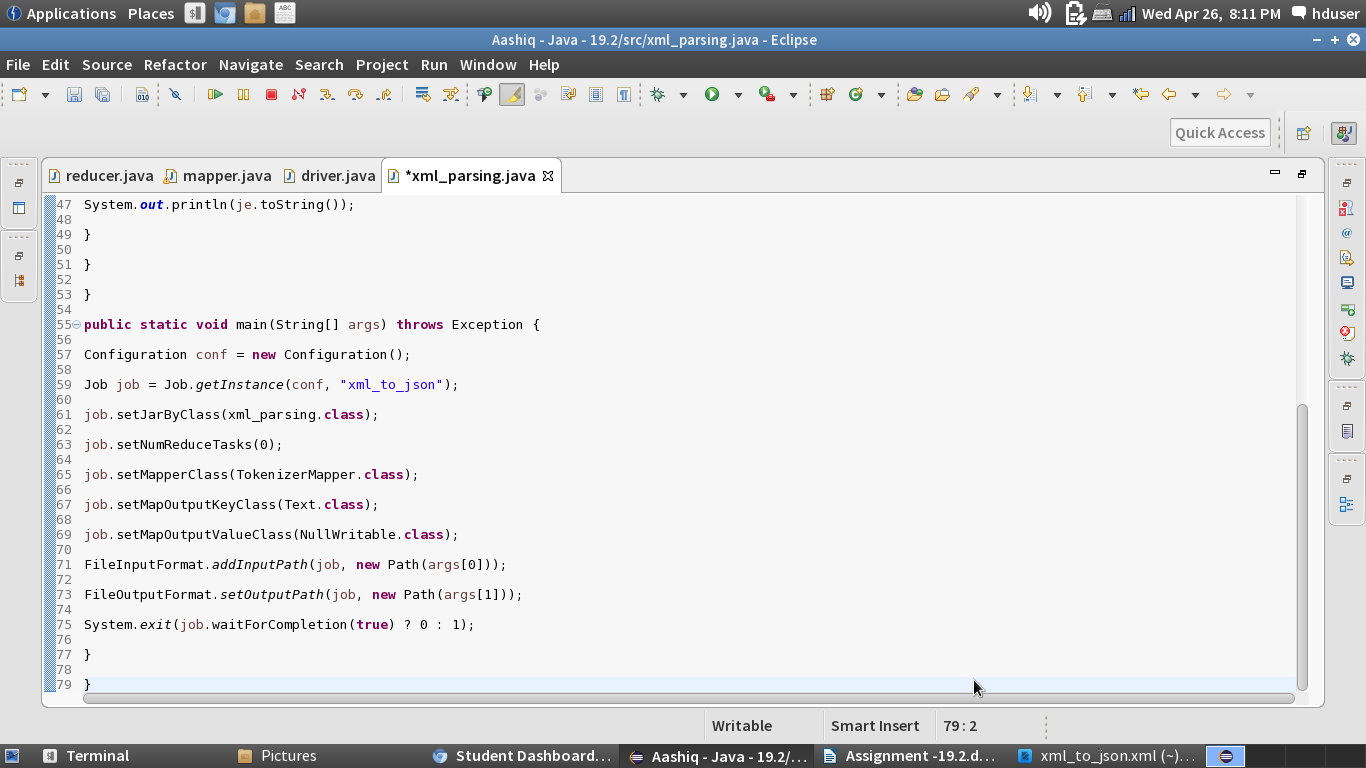 Applications Places ABC Wed Apr 26, 8:11 PM hduser
Aashiq - Java - 19.2/src/xml_parsing.java - Eclipse
File Edit Source Refactor Navigate Search Project Run Window Help
Quick Access
reducer.java mapper.java driver.java *xml_parsing.java
47 System.out.println(je.toString());
48
49 }
50
51 }
52
53 }
54
55 public static void main(String[] args) throws Exception {
56
57 Configuration conf = new Configuration();
58
59 Job job = Job.getInstance(conf, "xml_to_json");
60
61 job.setJarByClass(xml_parsing.class);
62
63 job.setNumReduceTasks(0);
64
65 job.setMapperClass(TokenizerMapper.class);
66
67 job.setMapOutputKeyClass(Text.class);
68
69 job.setMapOutputValueClass(NullWritable.class);
70
71 FileInputFormat.addInputPath(job, new Path(args[0]));
72
73 FileOutputFormat.setOutputPath(job, new Path(args[1]));
74
75 System.exit(job.waitForCompletion(true) ? 0 : 1);
76
77 }
78
79 }
Writable Smart Insert 79 : 2
Terminal Pictures Student Dashboard... Aashiq - Java - 19.2/... Assignment -19.2.d... xml_to_json.xml (~)...